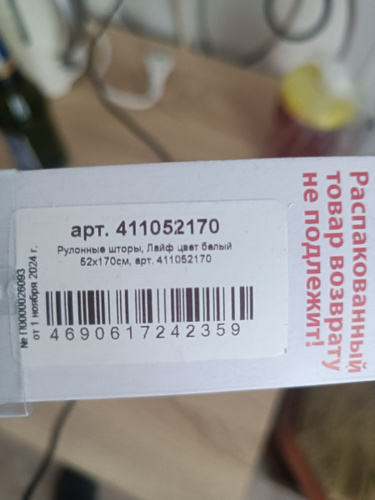 арт. 411052170
Рулонные шторы, Лайф цвет белый
52х170см, арт. 411052170
4690617242359
№ П0000026093
от 1 ноября 2024 г.
Распакованный
товар возврату
не подлежит!